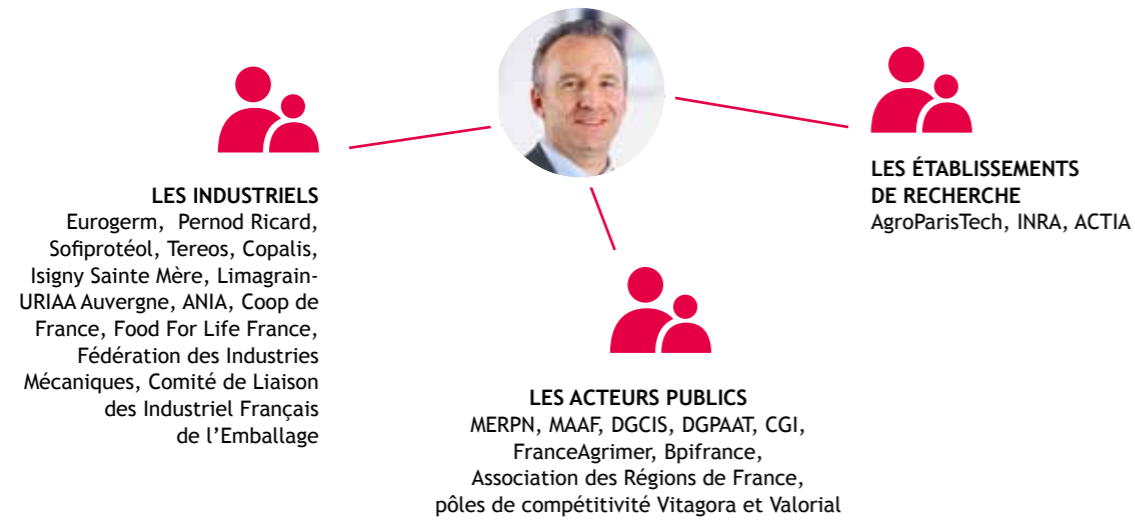 LES INDUSTRIELS
Eurogerm, Pernod Ricard,
Sofiprotéol, Tereos, Copalis,
Isigny Sainte Mère, Limagrain-
URIAA Auvergne, ANIA, Coop de
France, Food For Life France,
Fédération des Industries
Mécaniques, Comité de Liaison
des Industriel Français
de l’Emballage
LES ACTEURS PUBLICS
MERPN, MAAF, DGCIS, DGPAAT, CGI,
FranceAgrimer, Bpifrance,
Association des Régions de France,
pôles de compétitivité Vitagora et Valorial
LES ÉTABLISSEMENTS
DE RECHERCHE
AgroParisTech, INRA, ACTIA